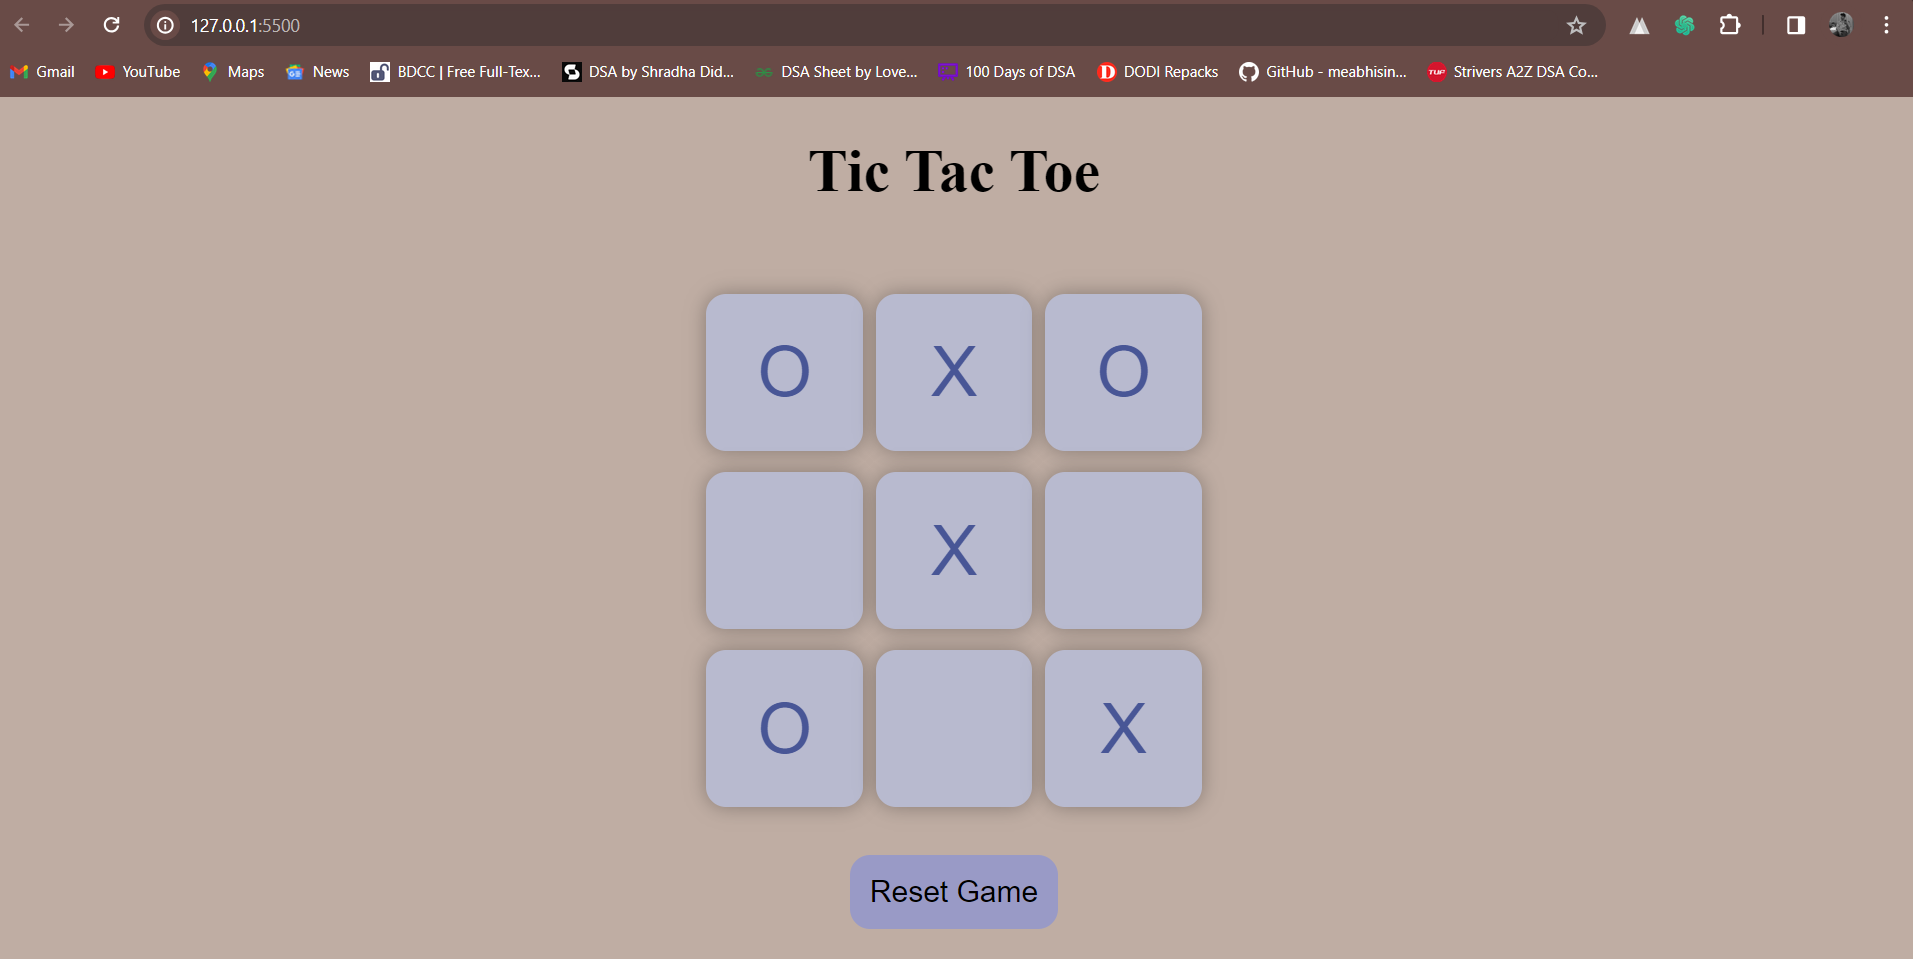 127.0.0.1:5500
Gmail YouTube Maps News BDCC | Free Full-Tex... DSA by Shradha Did... DSA Sheet by Love... 100 Days of DSA DODI Repacks GitHub - meabhisin... TUF Strivers A2Z DSA Co...
Tic Tac Toe
O X O
X
O X
Reset Game